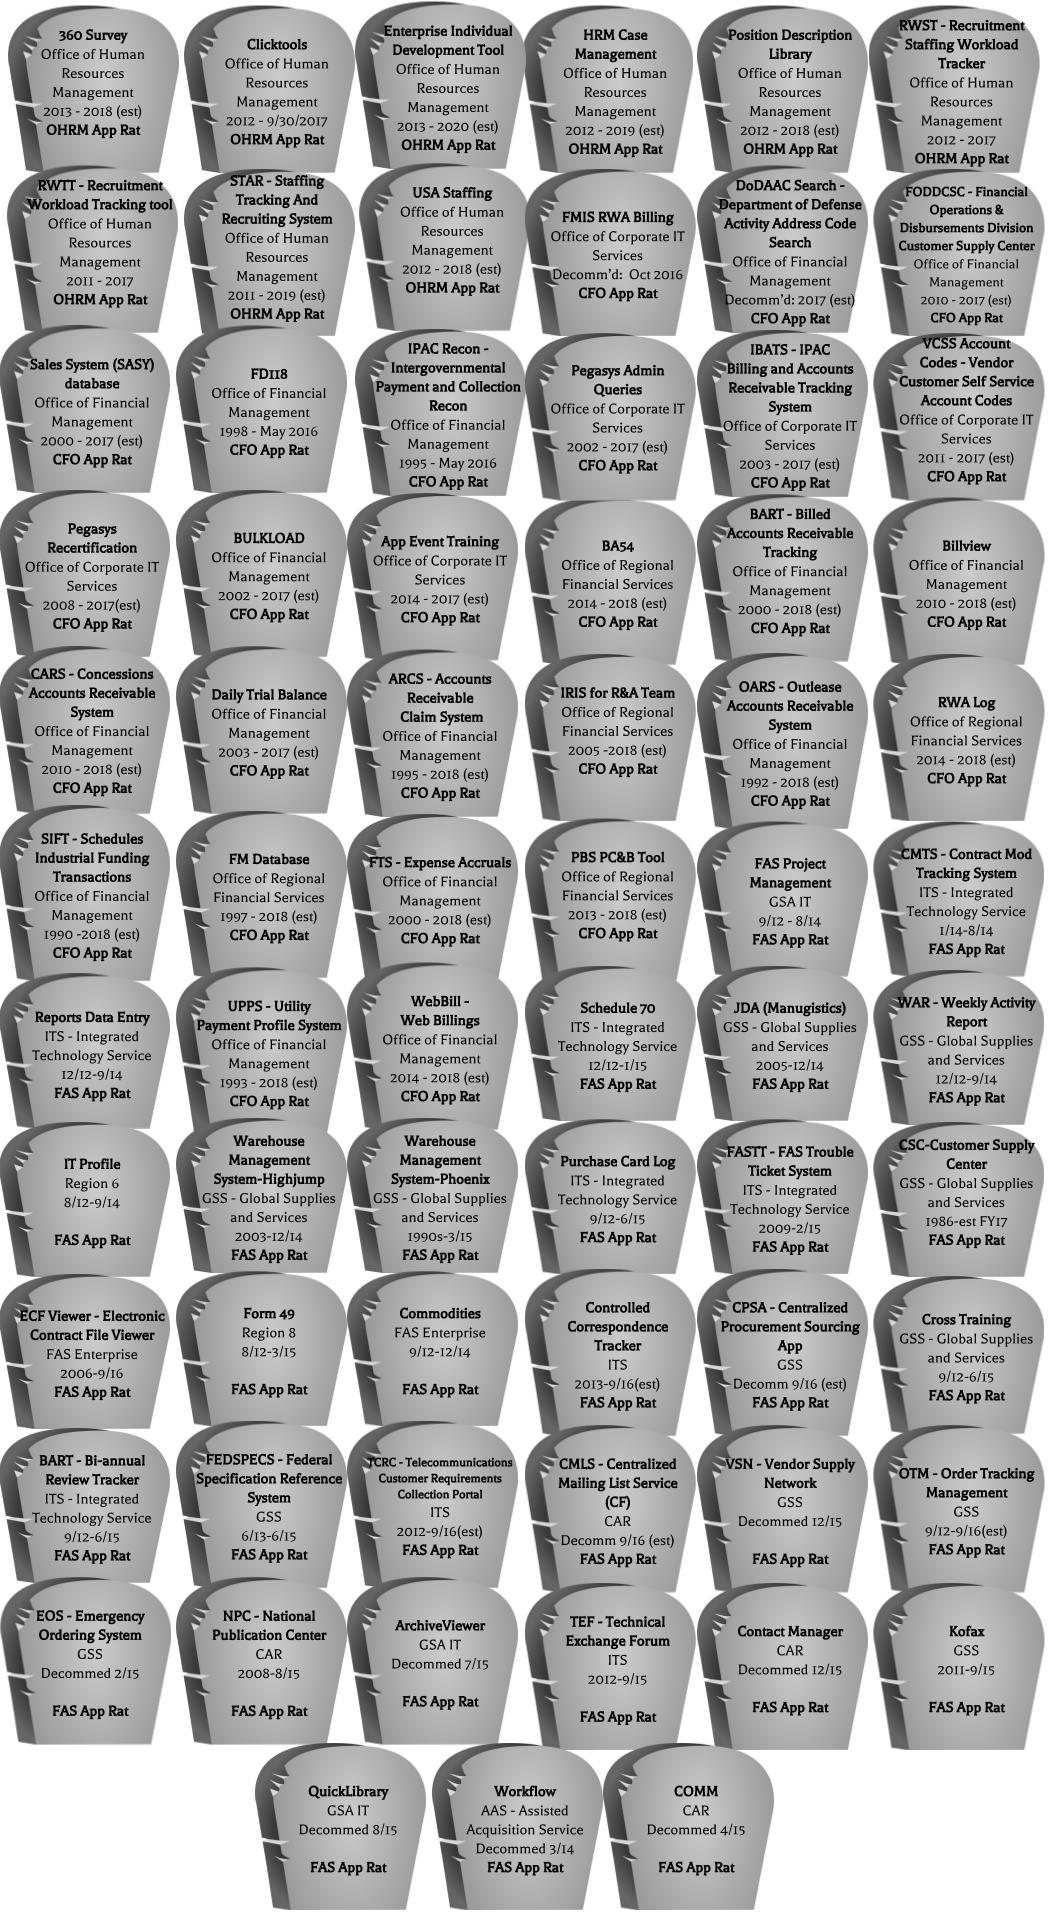 360 Survey
Office of Human
Resources
Management
2013 - 2018 (est)
OHRM App Rat
Clicktools
Office of Human
Resources
Management
2012 - 9/30/2017
OHRM App Rat
Enterprise Individual
Development Tool
Office of Human
Resources
Management
2013 - 2020 (est)
OHRM App Rat
HRM Case
Management
Office of Human
Resources
Management
2012 - 2019 (est)
OHRM App Rat
Position Description
Library
Office of Human
Resources
Management
2012 - 2018 (est)
OHRM App Rat
RWST - Recruitment
Staffing Workload
Tracker
Office of Human
Resources
Management
2012 - 2017
OHRM App Rat
RWTT - Recruitment
Workload Tracking tool
Office of Human
Resources
Management
2011 - 2017
OHRM App Rat
STAR - Staffing
Tracking And
Recruiting System
Office of Human
Resources
Management
2011 - 2019 (est)
OHRM App Rat
USA Staffing
Office of Human
Resources
Management
2012 - 2018 (est)
OHRM App Rat
FMIS RWA Billing
Office of Corporate IT
Services
Decomm'd: Oct 2016
CFO App Rat
DoDAAC Search -
Department of Defense
Activity Address Code
Search
Office of Financial
Management
Decomm'd: 2017 (est)
CFO App Rat
FODDCSC - Financial
Operations &
Disbursements Division
Customer Supply Center
Office of Financial
Management
2010 - 2017 (est)
CFO App Rat
Sales System (SASY)
database
Office of Financial
Management
2000 - 2017 (est)
CFO App Rat
FD118
Office of Financial
Management
1998 - May 2016
CFO App Rat
IPAC Recon -
Intergovernmental
Payment and Collection
Recon
Office of Financial
Management
1995 - May 2016
CFO App Rat
Pegasys Admin
Queries
Office of Corporate IT
Services
2002 - 2017 (est)
CFO App Rat
IBATS - IPAC
Billing and Accounts
Receivable Tracking
System
Office of Corporate IT
Services
2003 - 2017 (est)
CFO App Rat
VCSS Account
Codes - Vendor
Customer Self Service
Account Codes
Office of Corporate IT
Services
2011 - 2017 (est)
CFO App Rat
Pegasys
Recertification
Office of Corporate IT
Services
2008 - 2017(est)
CFO App Rat
BULKLOAD
Office of Financial
Management
2002 - 2017 (est)
CFO App Rat
App Event Training
Office of Corporate IT
Services
2014 - 2017 (est)
CFO App Rat
BA54
Office of Regional
Financial Services
2014 - 2018 (est)
CFO App Rat
BART - Billed
Accounts Receivable
Tracking
Office of Financial
Management
2000 - 2018 (est)
CFO App Rat
Billview
Office of Financial
Management
2010 - 2018 (est)
CFO App Rat
CARS - Concessions
Accounts Receivable
System
Office of Financial
Management
2010 - 2018 (est)
CFO App Rat
Daily Trial Balance
Office of Financial
Management
2003 - 2017 (est)
CFO App Rat
ARCS - Accounts
Receivable
Claim System
Office of Financial
Management
1995 - 2018 (est)
CFO App Rat
IRIS for R&A Team
Office of Regional
Financial Services
2005 -2018 (est)
CFO App Rat
OARS - Outlease
Accounts Receivable
System
Office of Financial
Management
1992 - 2018 (est)
CFO App Rat
RWA Log
Office of Regional
Financial Services
2014 - 2018 (est)
CFO App Rat
SIFT - Schedules
Industrial Funding
Transactions
Office of Financial
Management
1990 -2018 (est)
CFO App Rat
FM Database
Office of Regional
Financial Services
1997 - 2018 (est)
CFO App Rat
FTS - Expense Accruals
Office of Financial
Management
2000 - 2018 (est)
CFO App Rat
PBS PC&B Tool
Office of Regional
Financial Services
2013 - 2018 (est)
CFO App Rat
FAS Project
Management
GSA IT
9/12 - 8/14
FAS App Rat
CMTS - Contract Mod
Tracking System
ITS - Integrated
Technology Service
1/14-8/14
FAS App Rat
Reports Data Entry
ITS - Integrated
Technology Service
12/12-9/14
FAS App Rat
UPPS - Utility
Payment Profile System
Office of Financial
Management
1993 - 2018 (est)
CFO App Rat
WebBill -
Web Billings
Office of Financial
Management
2014 - 2018 (est)
CFO App Rat
Schedule 70
ITS - Integrated
Technology Service
12/12-1/15
FAS App Rat
JDA (Manugistics)
GSS - Global Supplies
and Services
2005-12/14
FAS App Rat
WAR - Weekly Activity
Report
GSS - Global Supplies
and Services
12/12-9/14
FAS App Rat
IT Profile
Region 6
8/12-9/14
FAS App Rat
Warehouse
Management
System-Highjump
GSS - Global Supplies
and Services
2003-12/14
FAS App Rat
Warehouse
Management
System-Phoenix
GSS - Global Supplies
and Services
1990s-3/15
FAS App Rat
Purchase Card Log
ITS - Integrated
Technology Service
9/12-6/15
FAS App Rat
FASTT - FAS Trouble
Ticket System
ITS - Integrated
Technology Service
2009-2/15
FAS App Rat
CSC-Customer Supply
Center
GSS - Global Supplies
and Services
1986-est FY17
FAS App Rat
ECF Viewer - Electronic
Contract File Viewer
FAS Enterprise
2006-9/16
FAS App Rat
Form 49
Region 8
8/12-3/15
FAS App Rat
Commodities
FAS Enterprise
9/12-12/14
FAS App Rat
Controlled
Correspondence
Tracker
ITS
2013-9/16(est)
FAS App Rat
CPSA - Centralized
Procurement Sourcing
App
GSS
Decomm 9/16 (est)
FAS App Rat
Cross Training
GSS - Global Supplies
and Services
9/12-6/15
FAS App Rat
BART - Bi-annual
Review Tracker
ITS - Integrated
Technology Service
9/12-6/15
FAS App Rat
FEDSPECS - Federal
Specification Reference
System
GSS
6/13-6/15
FAS App Rat
TCRC - Telecommunications
Customer Requirements
Collection Portal
ITS
2012-9/16(est)
FAS App Rat
CMLS - Centralized
Mailing List Service
(CF)
CAR
Decomm 9/16 (est)
FAS App Rat
VSN - Vendor Supply
Network
GSS
Decommed 12/15
FAS App Rat
OTM - Order Tracking
Management
GSS
9/12-9/16(est)
FAS App Rat
EOS - Emergency
Ordering System
GSS
Decommed 2/15
FAS App Rat
NPC - National
Publication Center
CAR
2008-8/15
FAS App Rat
ArchiveViewer
GSA IT
Decommed 7/15
FAS App Rat
TEF - Technical
Exchange Forum
ITS
2012-9/15
FAS App Rat
Contact Manager
CAR
Decommed 12/15
FAS App Rat
Kofax
GSS
2011-9/15
FAS App Rat
QuickLibrary
GSA IT
Decommed 8/15
FAS App Rat
Workflow
AAS - Assisted
Acquisition Service
Decommed 3/14
FAS App Rat
COMM
CAR
Decommed 4/15
FAS App Rat